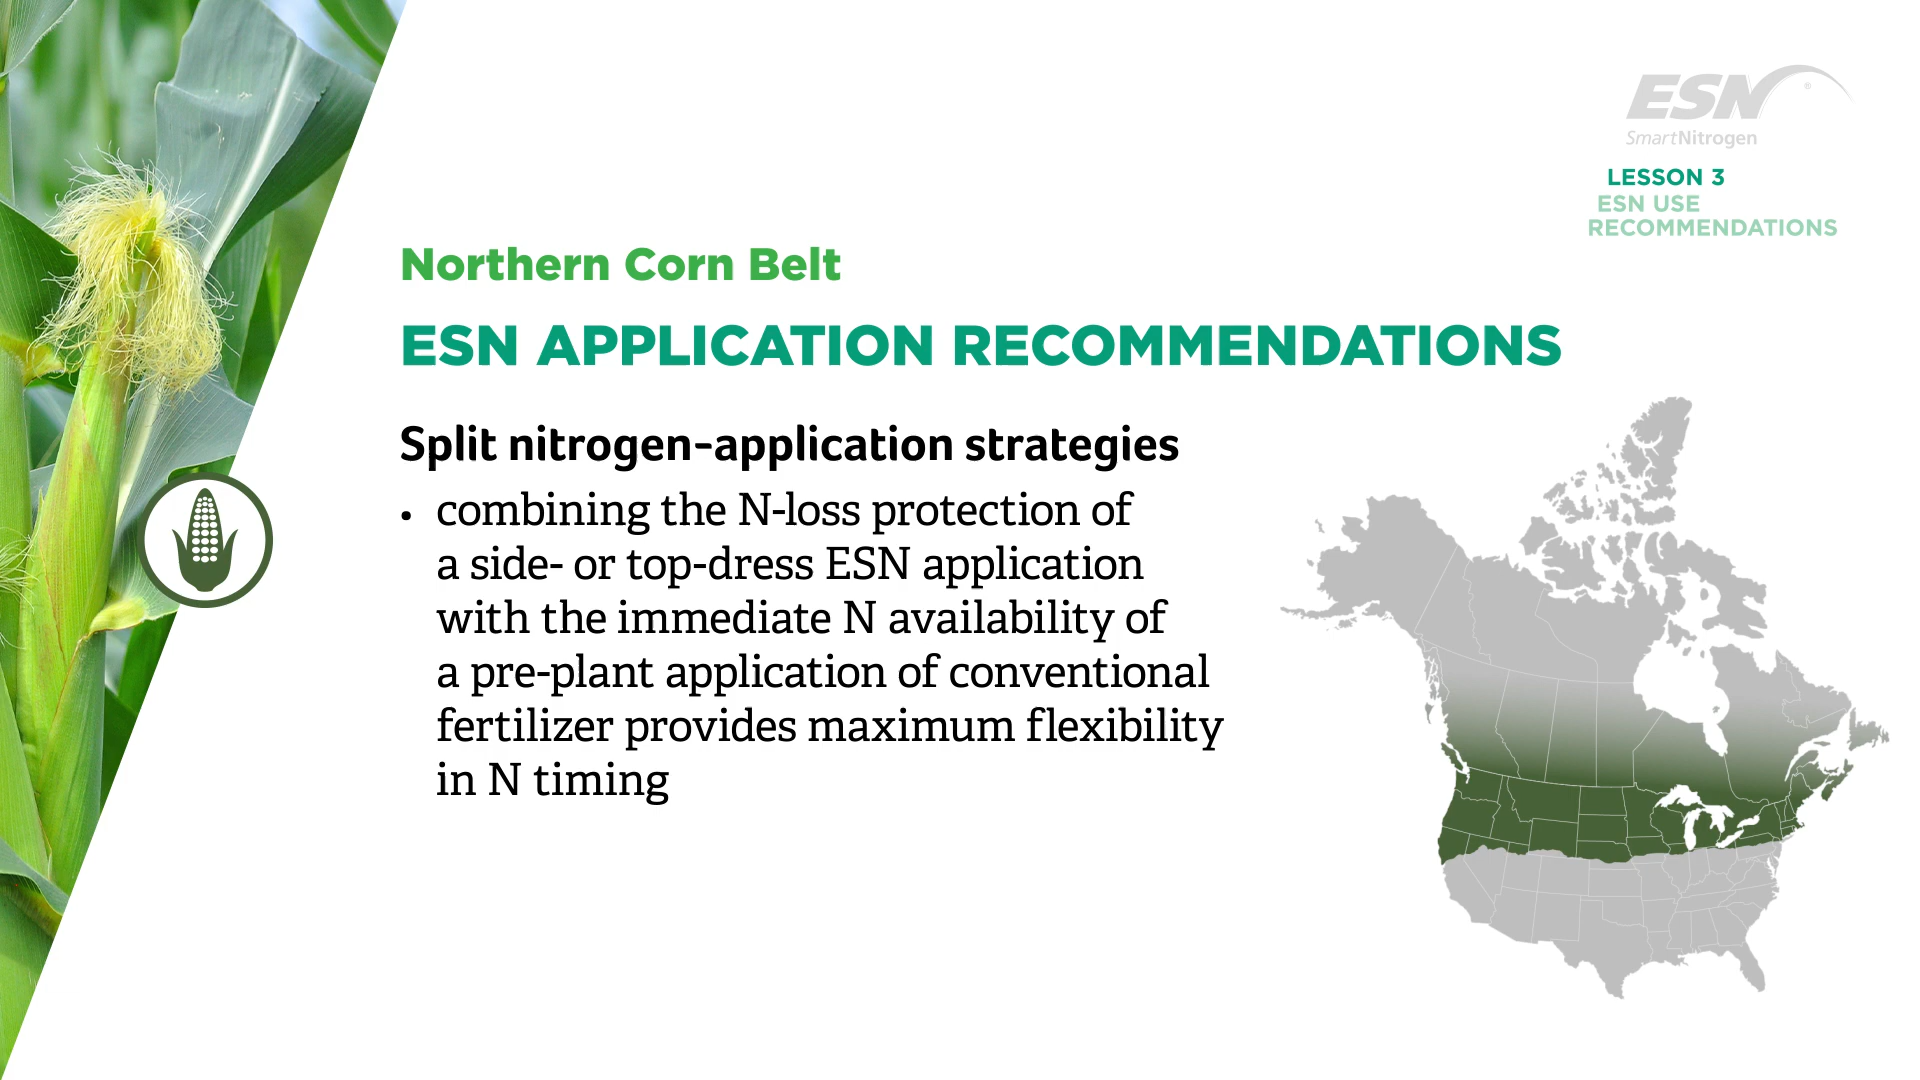 ESN®
SmartNitrogen
LESSON 3
ESN USE
RECOMMENDATIONS
Northern Corn Belt
ESN APPLICATION RECOMMENDATIONS
Split nitrogen-application strategies
• combining the N-loss protection of
a side- or top-dress ESN application
with the immediate N availability of
a pre-plant application of conventional
fertilizer provides maximum flexibility
in N timing